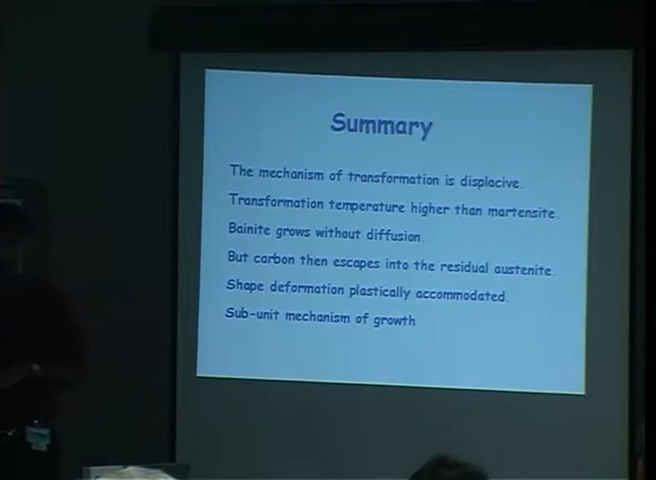 Summary
The mechanism of transformation is displacive.
Transformation temperature higher than martensite.
Bainite grows without diffusion.
But carbon then escapes into the residual austenite.
Shape deformation plastically accommodated.
Sub-unit mechanism of growth